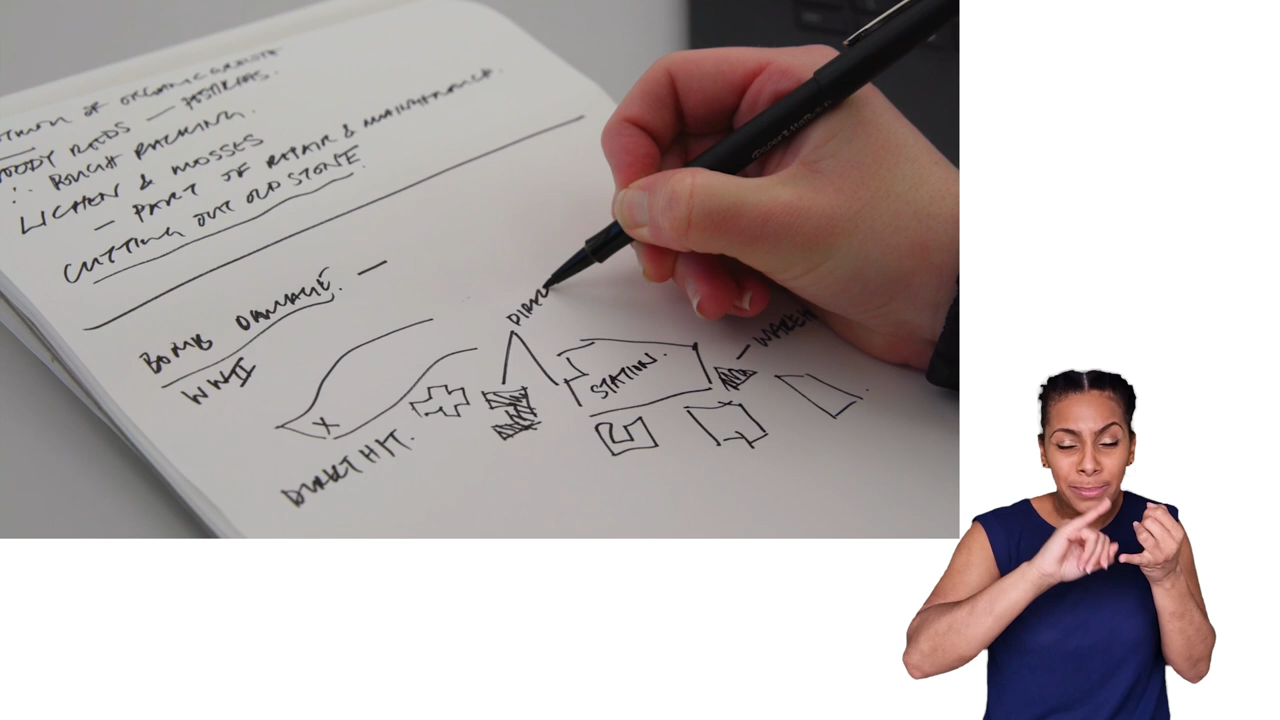 OF ORGANIC GROWTH
WOODY REEDS — PESTICIDES.
∴ ROUGH RACKING.
LICHEN & MOSSES
— PART OF REPAIR & MAINTENANCE.
CUTTING OUT OLD STONE
BOMB DAMAGE. —
WWII
STATION.
X
DIRECT HIT.